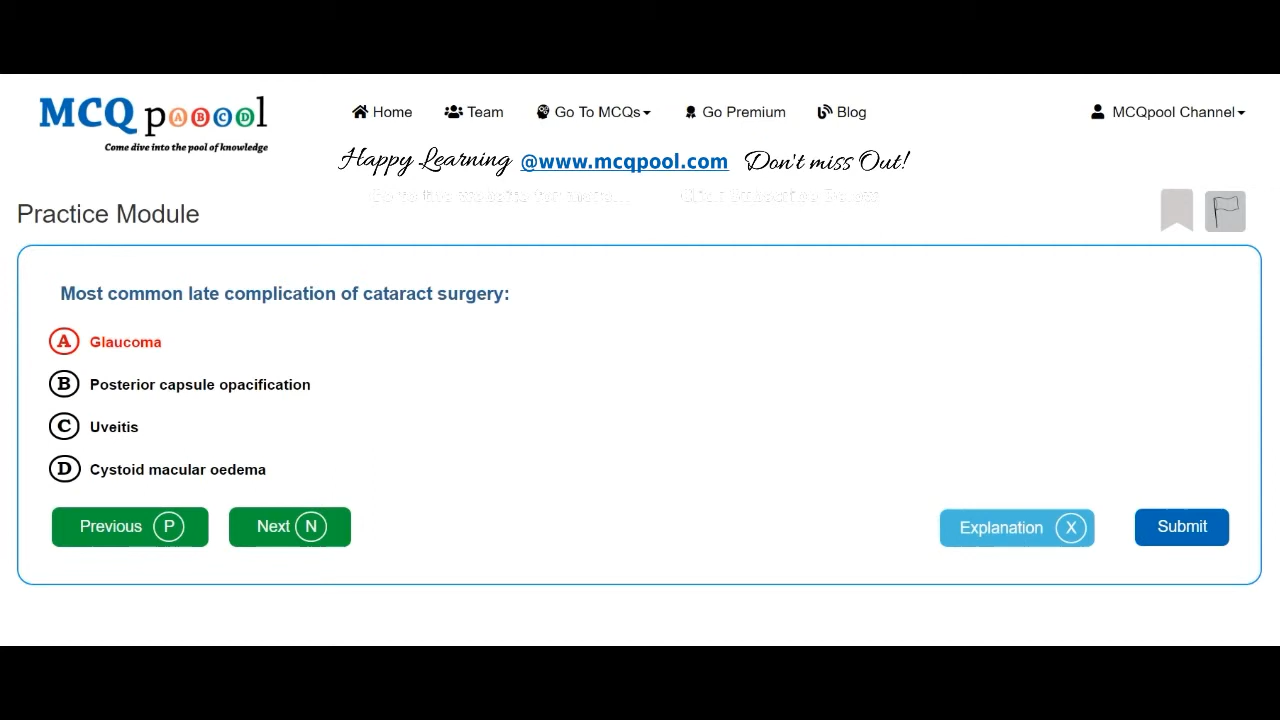 MCQ pABCDl
Come dive into the pool of knowledge
Home Team Go To MCQs Go Premium Blog MCQpool Channel
Happy Learning @www.mcqpool.com Don't miss Out!
Practice Module
Most common late complication of cataract surgery:
A Glaucoma
B Posterior capsule opacification
C Uveitis
D Cystoid macular oedema
Previous P Next N Explanation X Submit